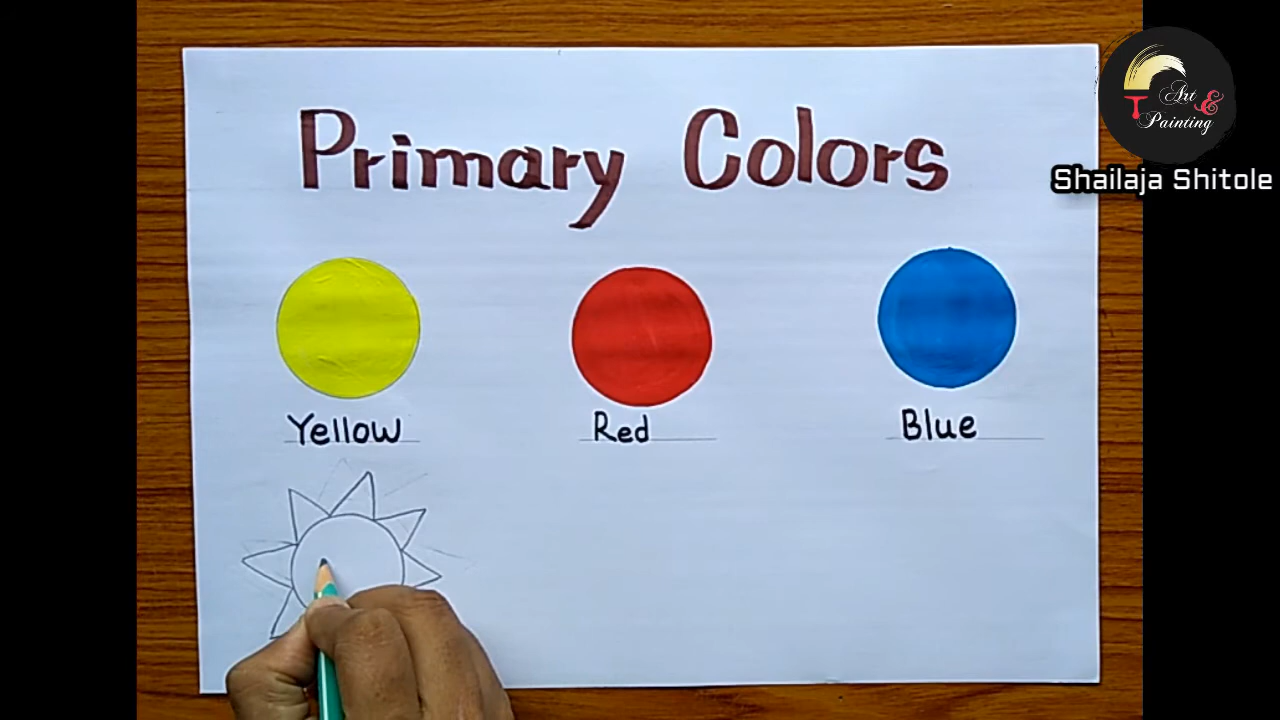 Primary Colors
Art &
Painting
Shailaja Shitole
Yellow
Red
Blue